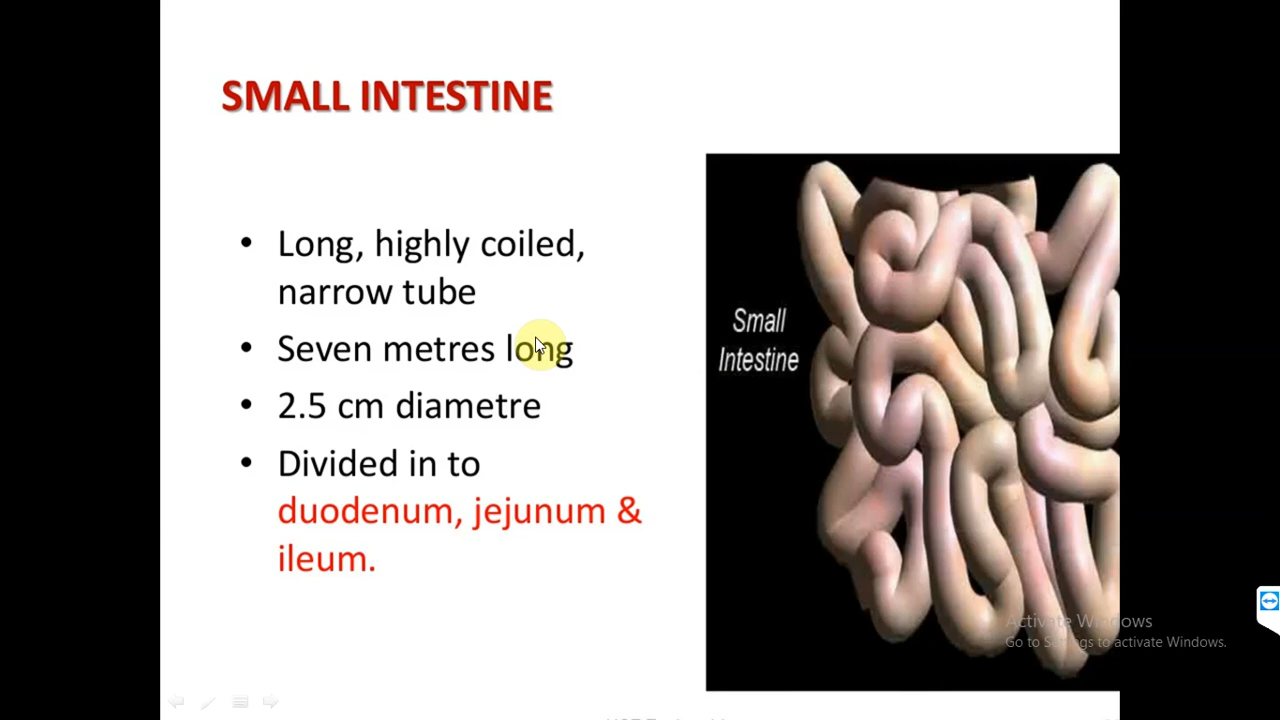 SMALL INTESTINE
• Long, highly coiled,
narrow tube
• Seven metres long
• 2.5 cm diametre
• Divided in to
duodenum, jejunum &
ileum.
Small
Intestine
Activate Windows
Go to Settings to activate Windows.